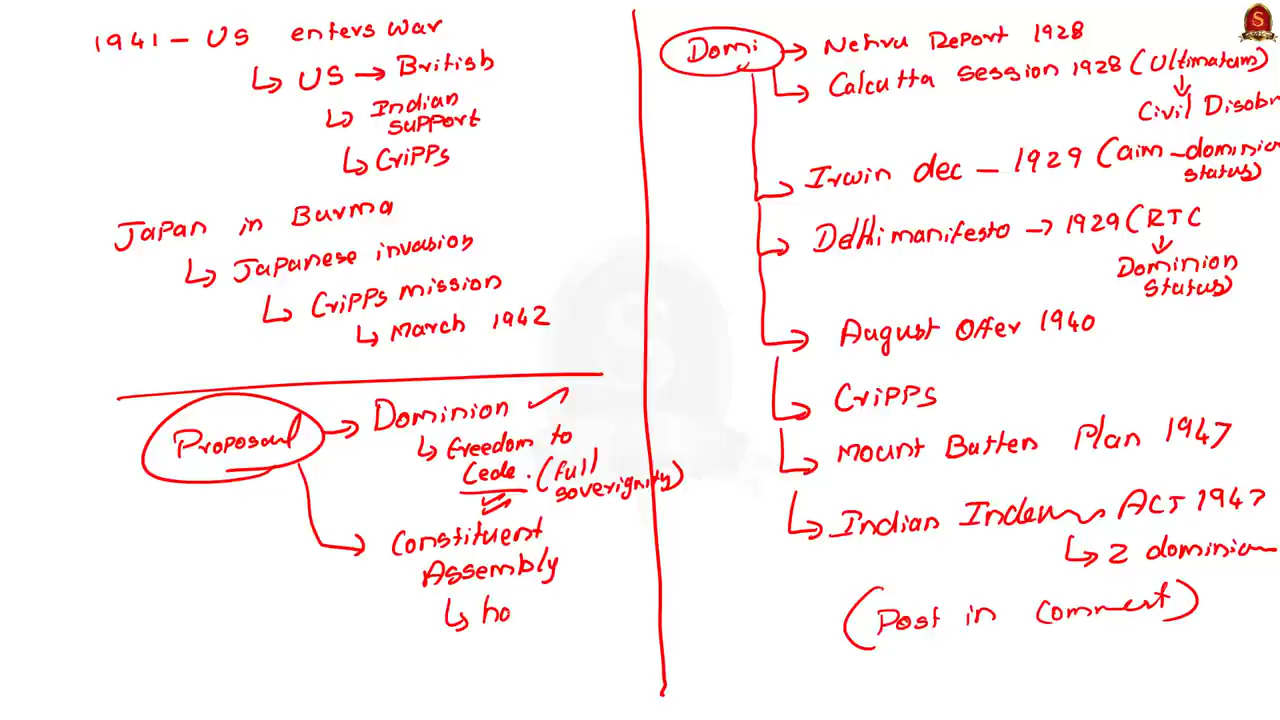 1941 - US enters war
↳ US → British
↳ Indian
support
↳ Cripps
Japan in Burma
↳ Japanese invasion
↳ Cripps mission
↳ March 1942
Proposal → Dominion ✓
↳ freedom to
Cede. (full
soverignity)
→ Constituent
Assembly
↳ ho
Domi → Nehru Report 1928
→ Calcutta Session 1928 (Ultimatum)
↓
Civil Disob
→ Irwin dec - 1929 (aim - dominion
status)
→ Delhi manifesto → 1929 (RTC
↓
Dominion
Status)
→ August Offer 1940
→ Cripps
→ Mount Batten Plan 1947
→ Indian ACT 1947
↳ 2 dominion
(Post in comment)